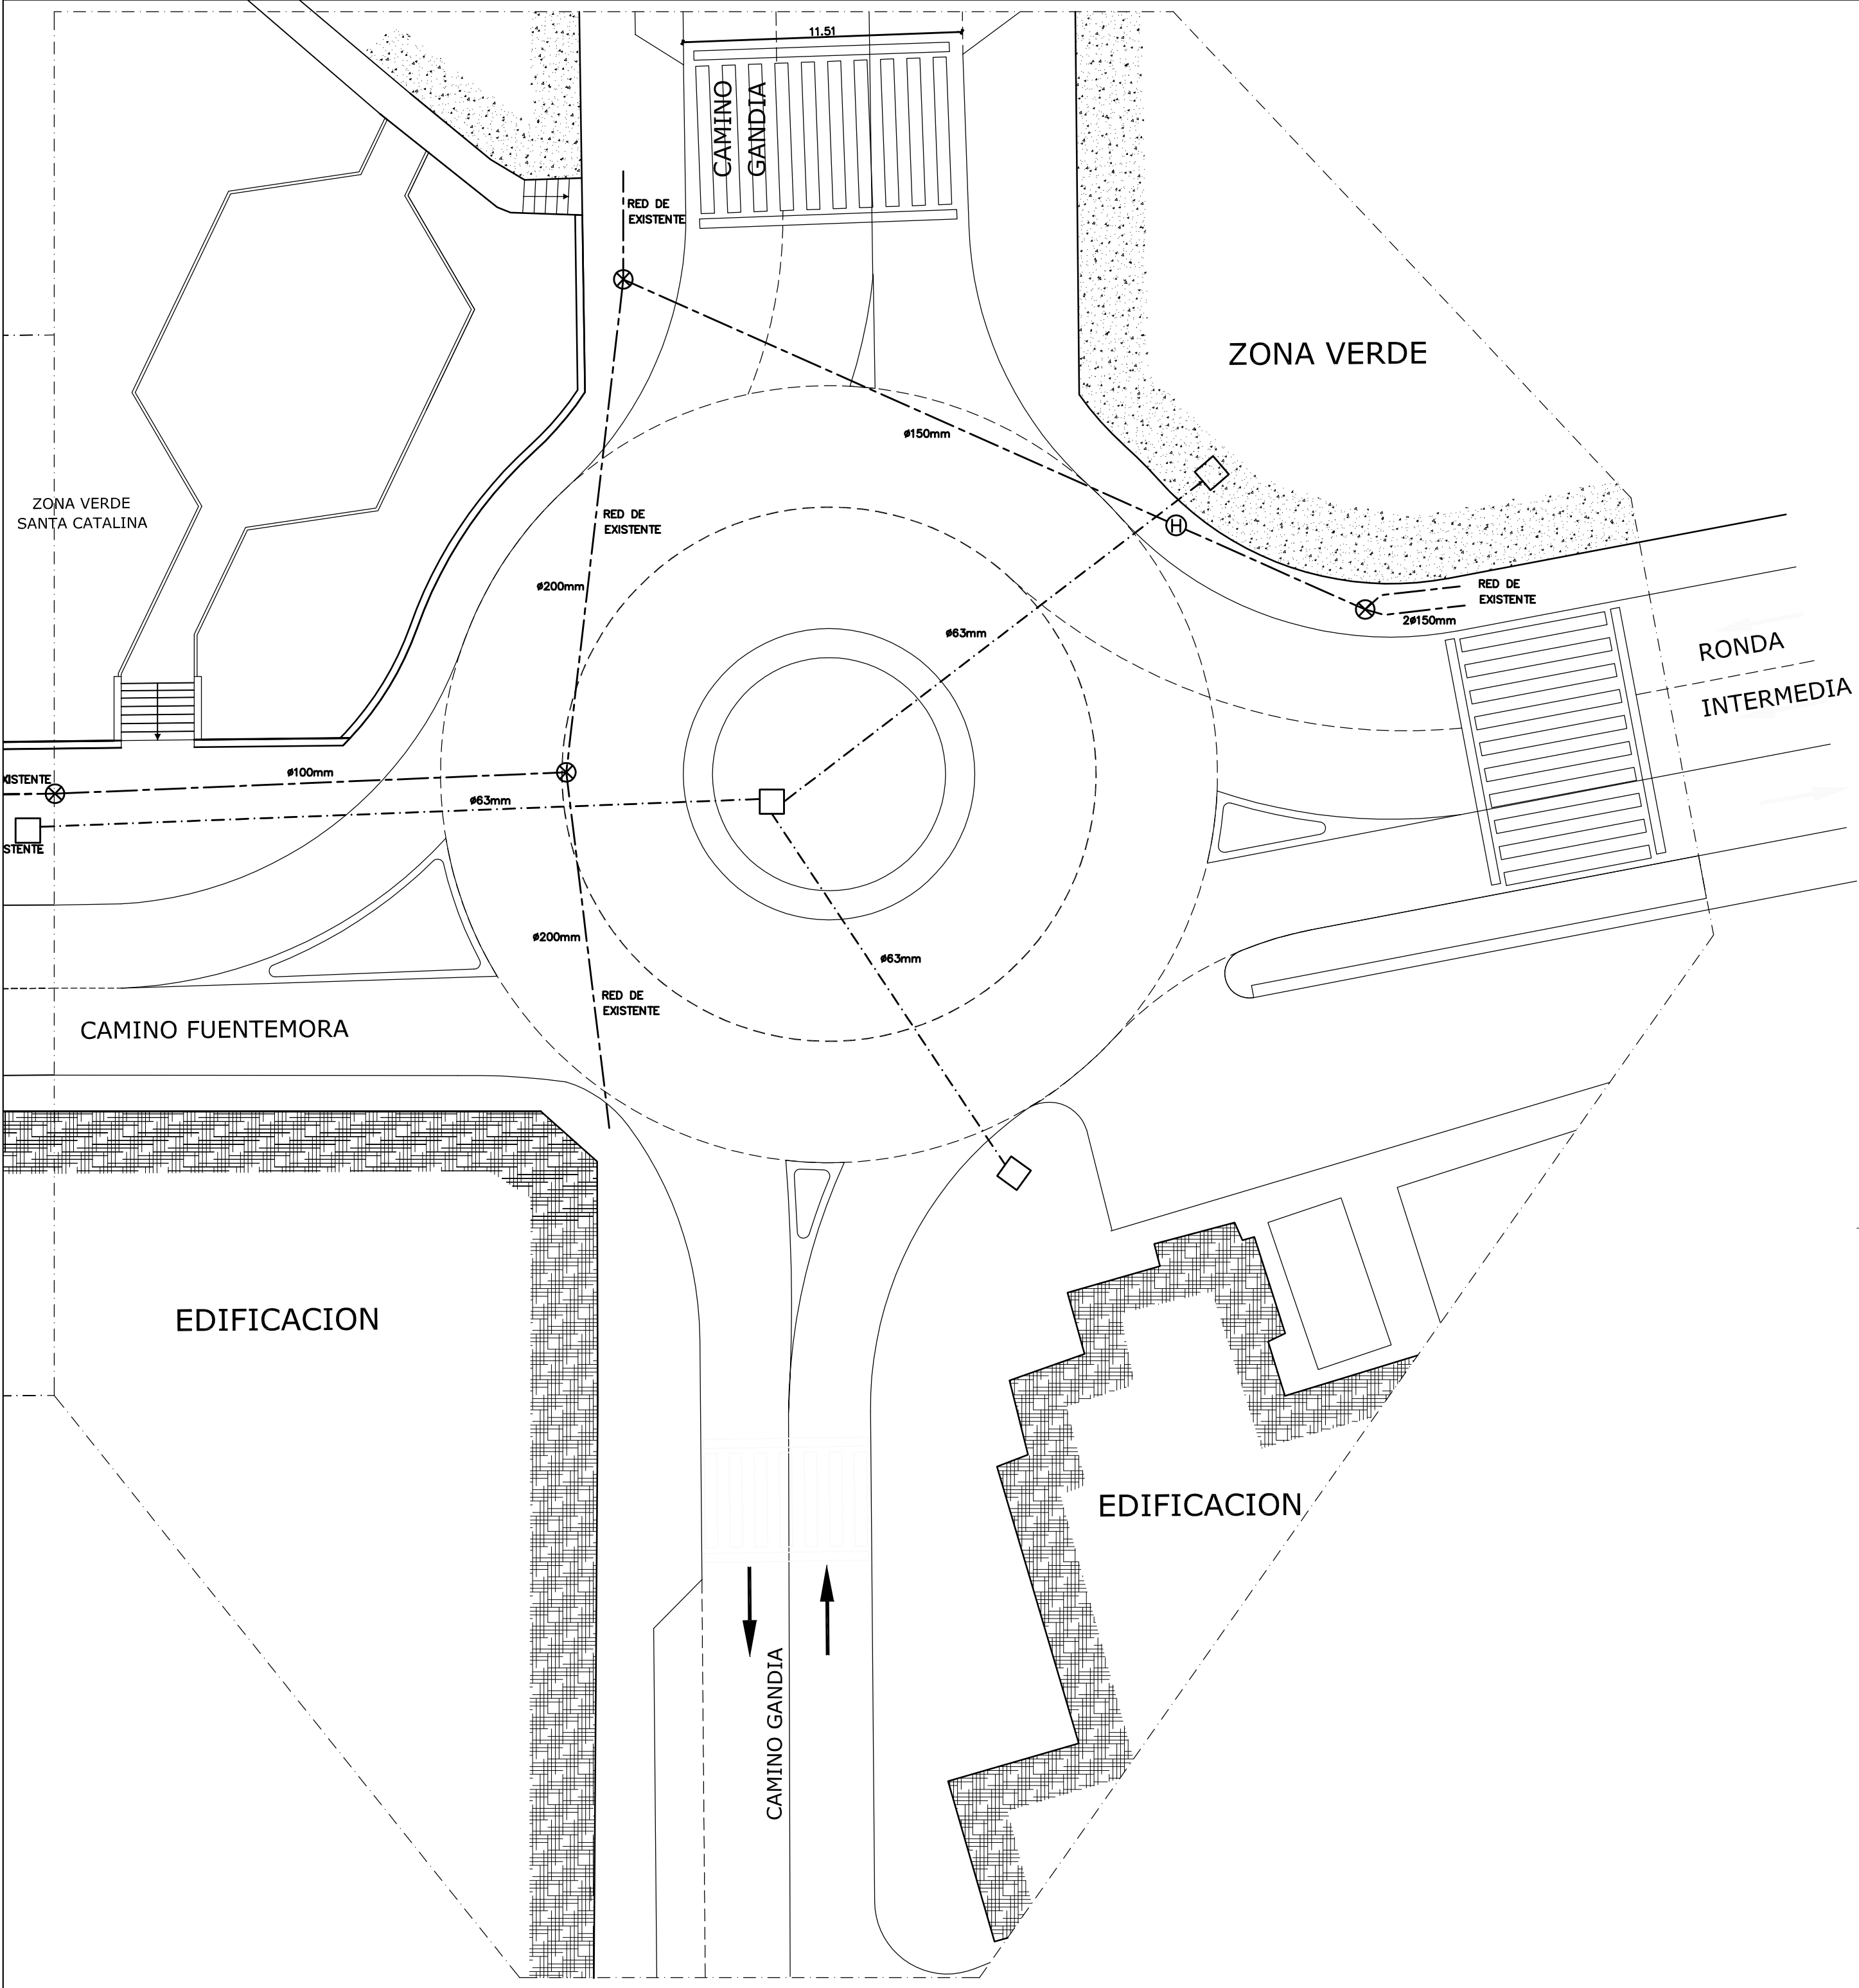 11.51
CAMINO
GANDIA
RED DE
EXISTENTE
ZONA VERDE
ø150mm
ZONA VERDE
SANTA CATALINA
RED DE
EXISTENTE
ø200mm
RED DE
EXISTENTE
2ø150mm
H
ø63mm
RONDA
INTERMEDIA
XISTENTE
ø100mm
ø63mm
STENTE
ø200mm
ø63mm
RED DE
EXISTENTE
CAMINO FUENTEMORA
EDIFICACION
EDIFICACION
CAMINO GANDIA